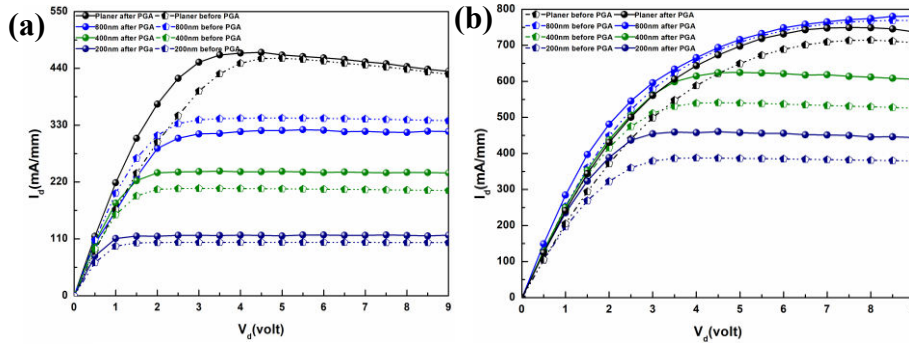 (a)
Planer after PGA Planer before PGA
800nm after PGA 800nm before PGA
400nm after PGA 400nm before PGA
200nm after PGA 200nm before PGA
550
440
330
220
110
0
I_d(mA/mm)
0 1 2 3 4 5 6 7 8 9
V_d(volt)
(b)
Planer before PGA Planer after PGA
800nm before PGA 800nm after PGA
400nm before PGA 400nm after PGA
200nm before PGA 200nm after PGA
800
700
600
500
400
300
200
100
0
I_d(mA/mm)
0 1 2 3 4 5 6 7 8
V_d(volt)